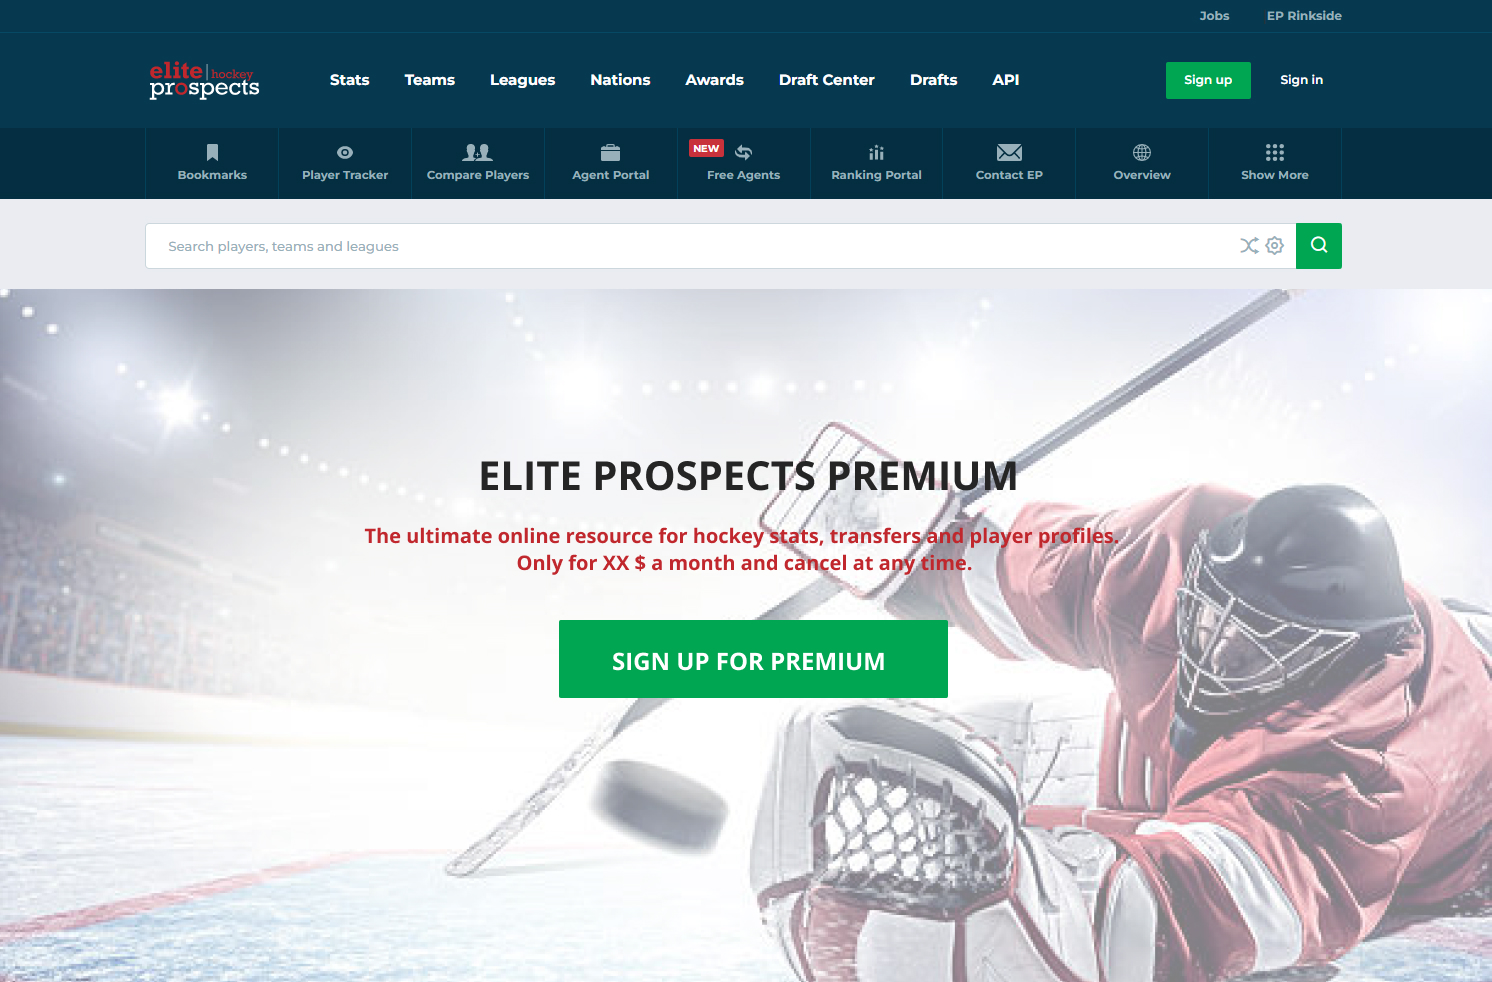 Jobs EP Rinkside
elite hockey
prospects
Stats Teams Leagues Nations Awards Draft Center Drafts API Sign up Sign in
NEW
Bookmarks Player Tracker Compare Players Agent Portal Free Agents Ranking Portal Contact EP Overview Show More
Search players, teams and leagues
ELITE PROSPECTS PREMIUM
The ultimate online resource for hockey stats, transfers and player profiles.
Only for XX $ a month and cancel at any time.
SIGN UP FOR PREMIUM